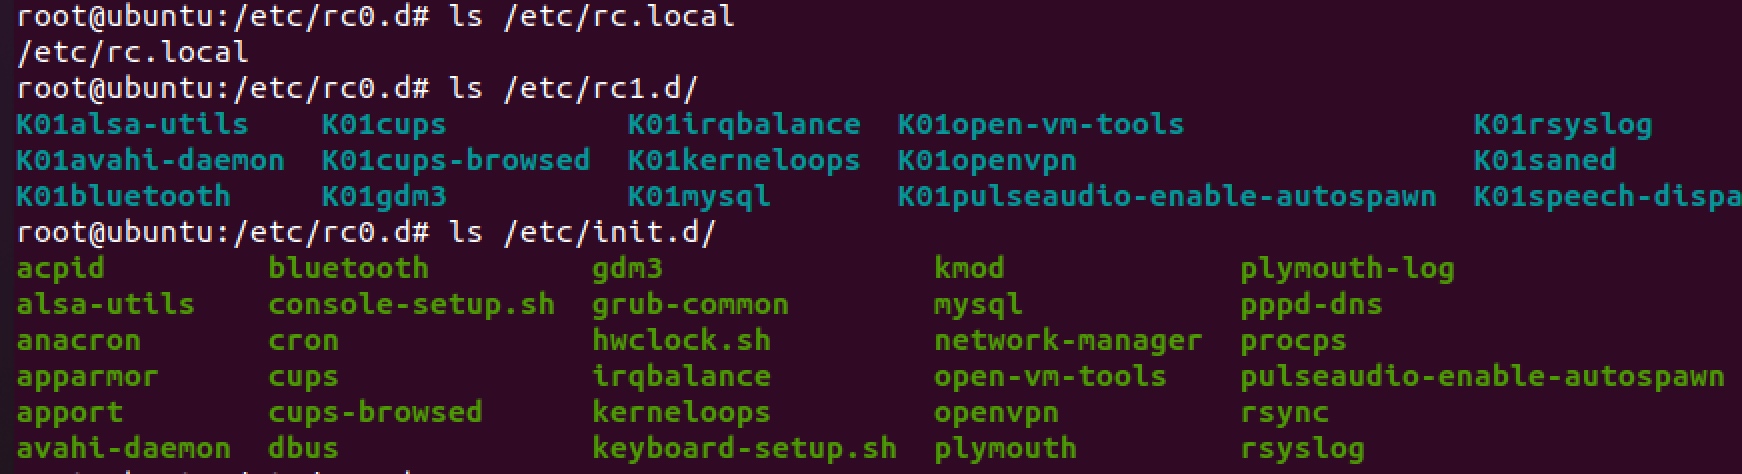 root@ubuntu:/etc/rc0.d# ls /etc/rc.local
/etc/rc.local
root@ubuntu:/etc/rc0.d# ls /etc/rc1.d/
K01alsa-utils    K01cups          K01irqbalance  K01open-vm-tools                K01rsyslog
K01avahi-daemon  K01cups-browsed  K01kerneloops  K01openvpn                      K01saned
K01bluetooth     K01gdm3          K01mysql       K01pulseaudio-enable-autospawn  K01speech-dispa
root@ubuntu:/etc/rc0.d# ls /etc/init.d/
acpid         bluetooth         gdm3               kmod             plymouth-log
alsa-utils    console-setup.sh  grub-common        mysql            pppd-dns
anacron       cron              hwclock.sh         network-manager  procps
apparmor      cups              irqbalance         open-vm-tools    pulseaudio-enable-autospawn
apport        cups-browsed      kerneloops         openvpn          rsync
avahi-daemon  dbus              keyboard-setup.sh  plymouth         rsyslog